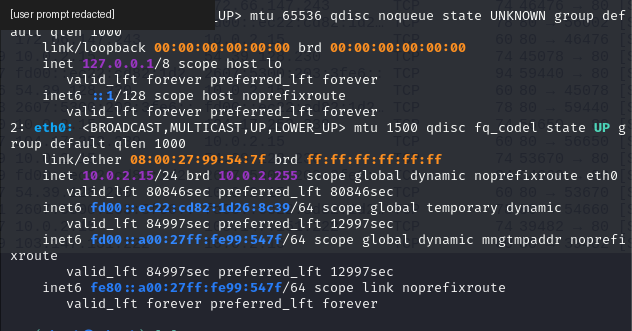 [user prompt redacted]
_UP> mtu 65536 qdisc noqueue state UNKNOWN group def
ault qlen 1000
link/loopback 00:00:00:00:00:00 brd 00:00:00:00:00:00
inet 127.0.0.1/8 scope host lo
valid_lft forever preferred_lft forever
inet6 ::1/128 scope host noprefixroute
valid_lft forever preferred_lft forever
2: eth0: <BROADCAST,MULTICAST,UP,LOWER_UP> mtu 1500 qdisc fq_codel state UP g
roup default qlen 1000
link/ether 08:00:27:99:54:7f brd ff:ff:ff:ff:ff:ff
inet 10.0.2.15/24 brd 10.0.2.255 scope global dynamic noprefixroute eth0
valid_lft 80846sec preferred_lft 80846sec
inet6 fd00::ec22:cd82:1d26:8c39/64 scope global temporary dynamic
valid_lft 84997sec preferred_lft 12997sec
inet6 fd00::a00:27ff:fe99:547f/64 scope global dynamic mngtmpaddr noprefi
xroute
valid_lft 84997sec preferred_lft 12997sec
inet6 fe80::a00:27ff:fe99:547f/64 scope link noprefixroute
valid_lft forever preferred_lft forever